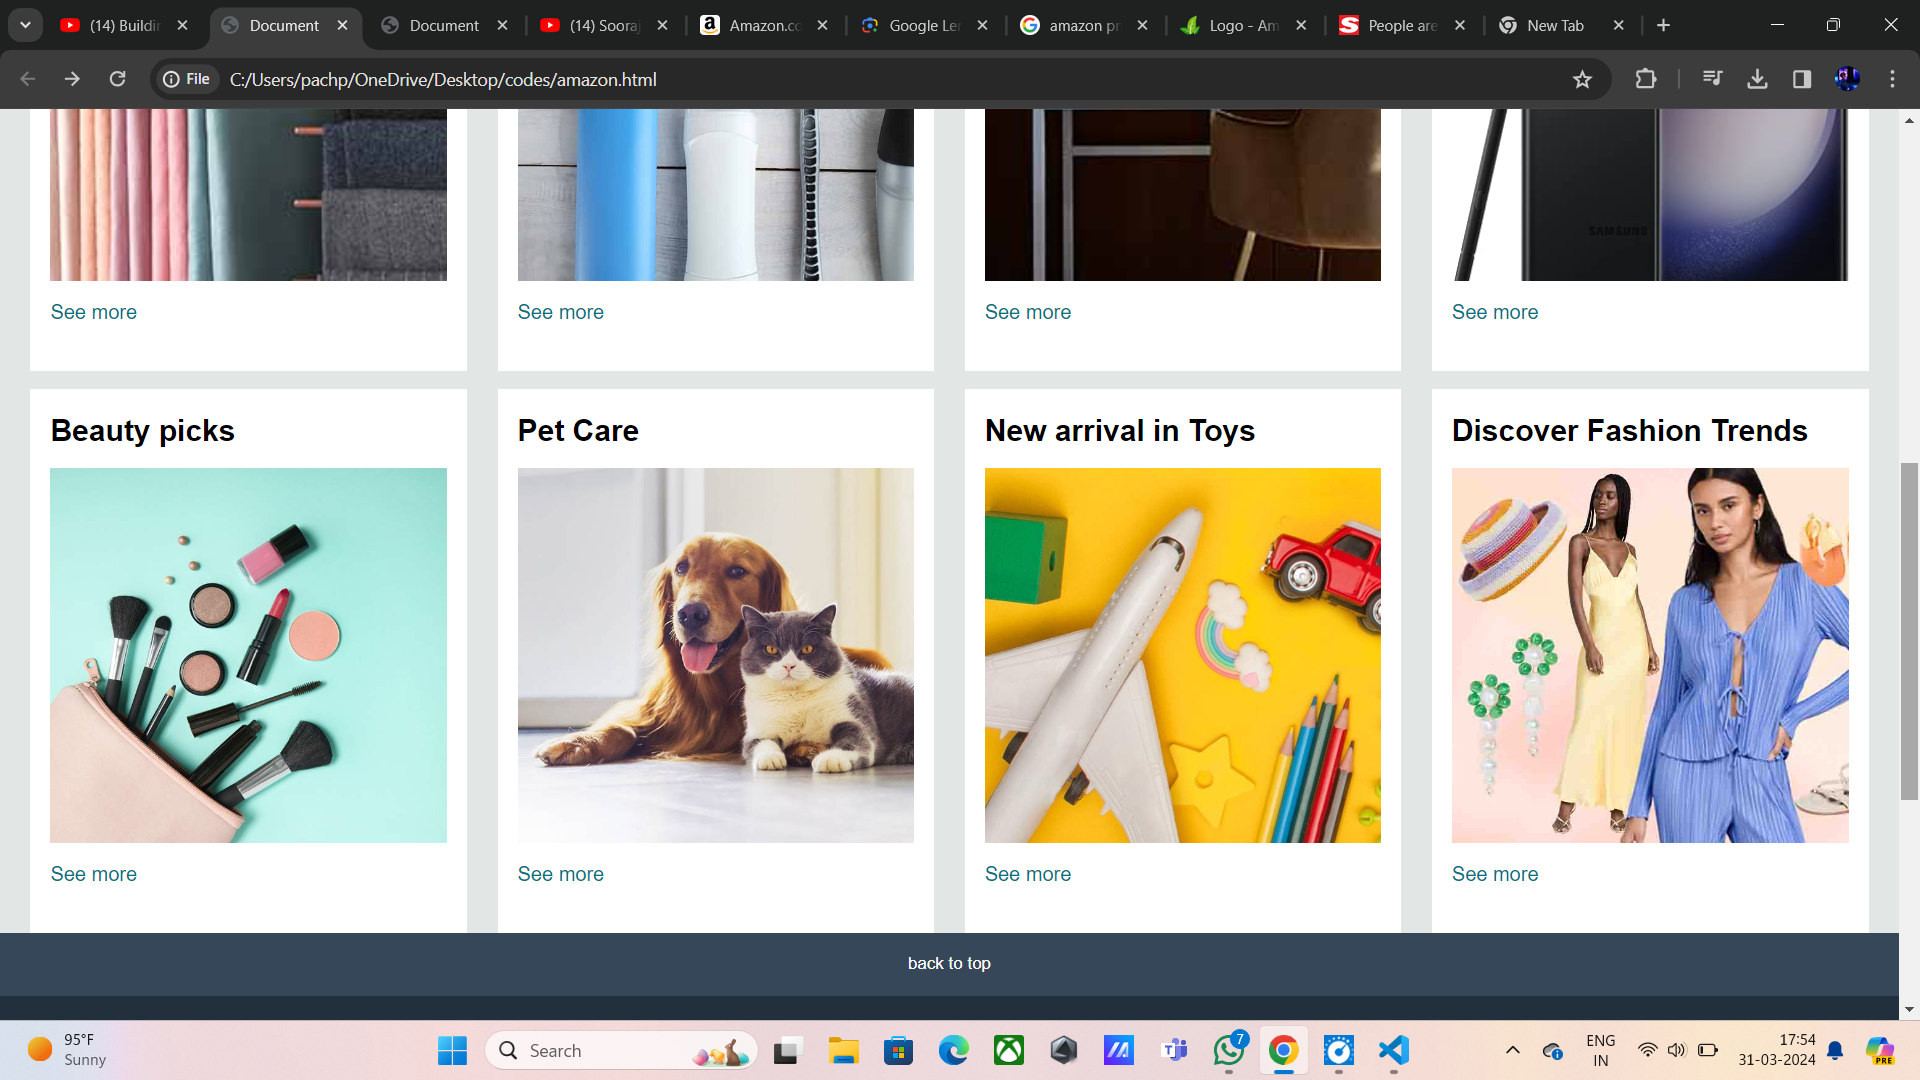 (14) Buildin
Document
Document
(14) Sooraj
Amazon.co
Google Len
amazon pr
Logo - Am
People are
New Tab
File
C:/Users/pachp/OneDrive/Desktop/codes/amazon.html
SAMSUNG
See more
See more
See more
See more
Beauty picks
Pet Care
New arrival in Toys
Discover Fashion Trends
See more
See more
See more
See more
back to top
95°F
Sunny
Search
7
ENG
IN
17:54
31-03-2024
PRE